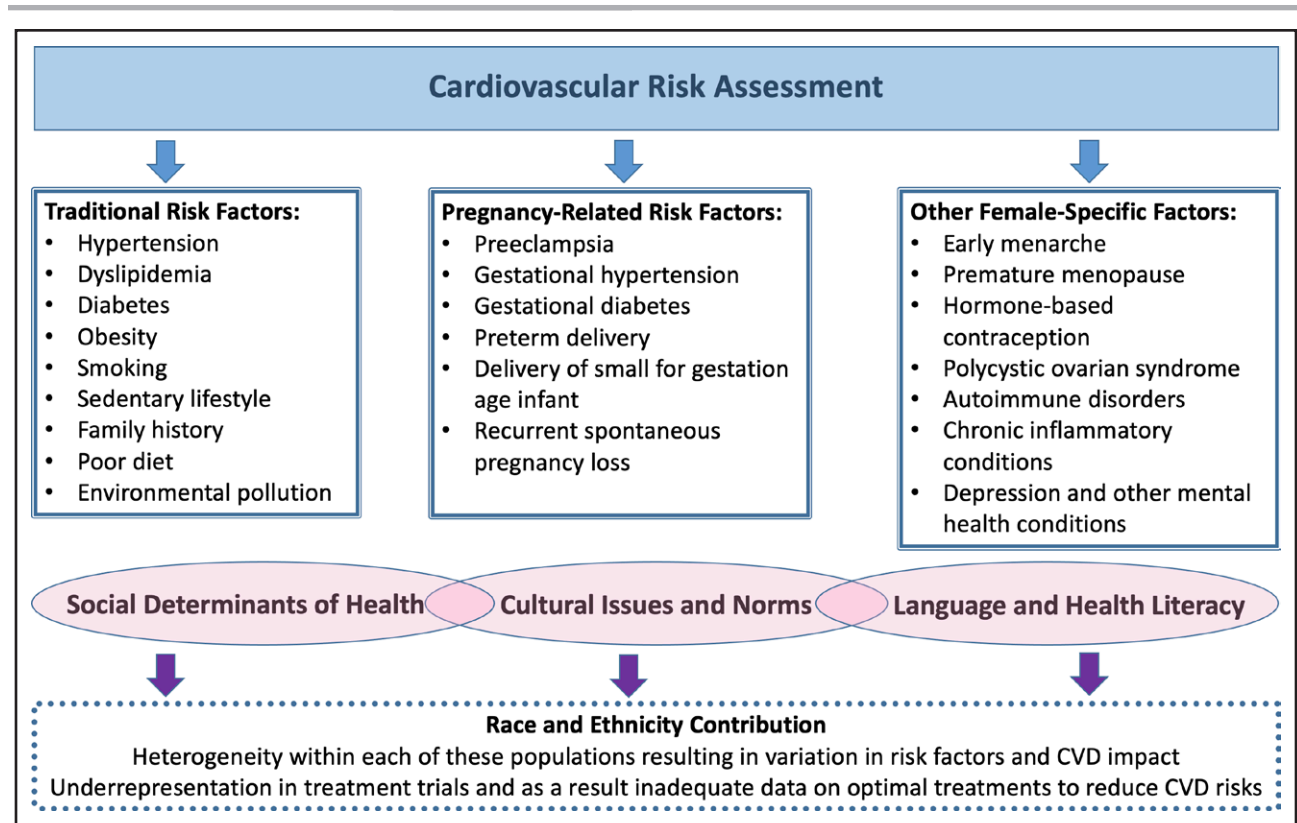 Cardiovascular Risk Assessment
Traditional Risk Factors:
• Hypertension
• Dyslipidemia
• Diabetes
• Obesity
• Smoking
• Sedentary lifestyle
• Family history
• Poor diet
• Environmental pollution
Pregnancy-Related Risk Factors:
• Preeclampsia
• Gestational hypertension
• Gestational diabetes
• Preterm delivery
• Delivery of small for gestation
age infant
• Recurrent spontaneous
pregnancy loss
Other Female-Specific Factors:
• Early menarche
• Premature menopause
• Hormone-based
contraception
• Polycystic ovarian syndrome
• Autoimmune disorders
• Chronic inflammatory
conditions
• Depression and other mental
health conditions
Social Determinants of Health
Cultural Issues and Norms
Language and Health Literacy
Race and Ethnicity Contribution
Heterogeneity within each of these populations resulting in variation in risk factors and CVD impact
Underrepresentation in treatment trials and as a result inadequate data on optimal treatments to reduce CVD risks